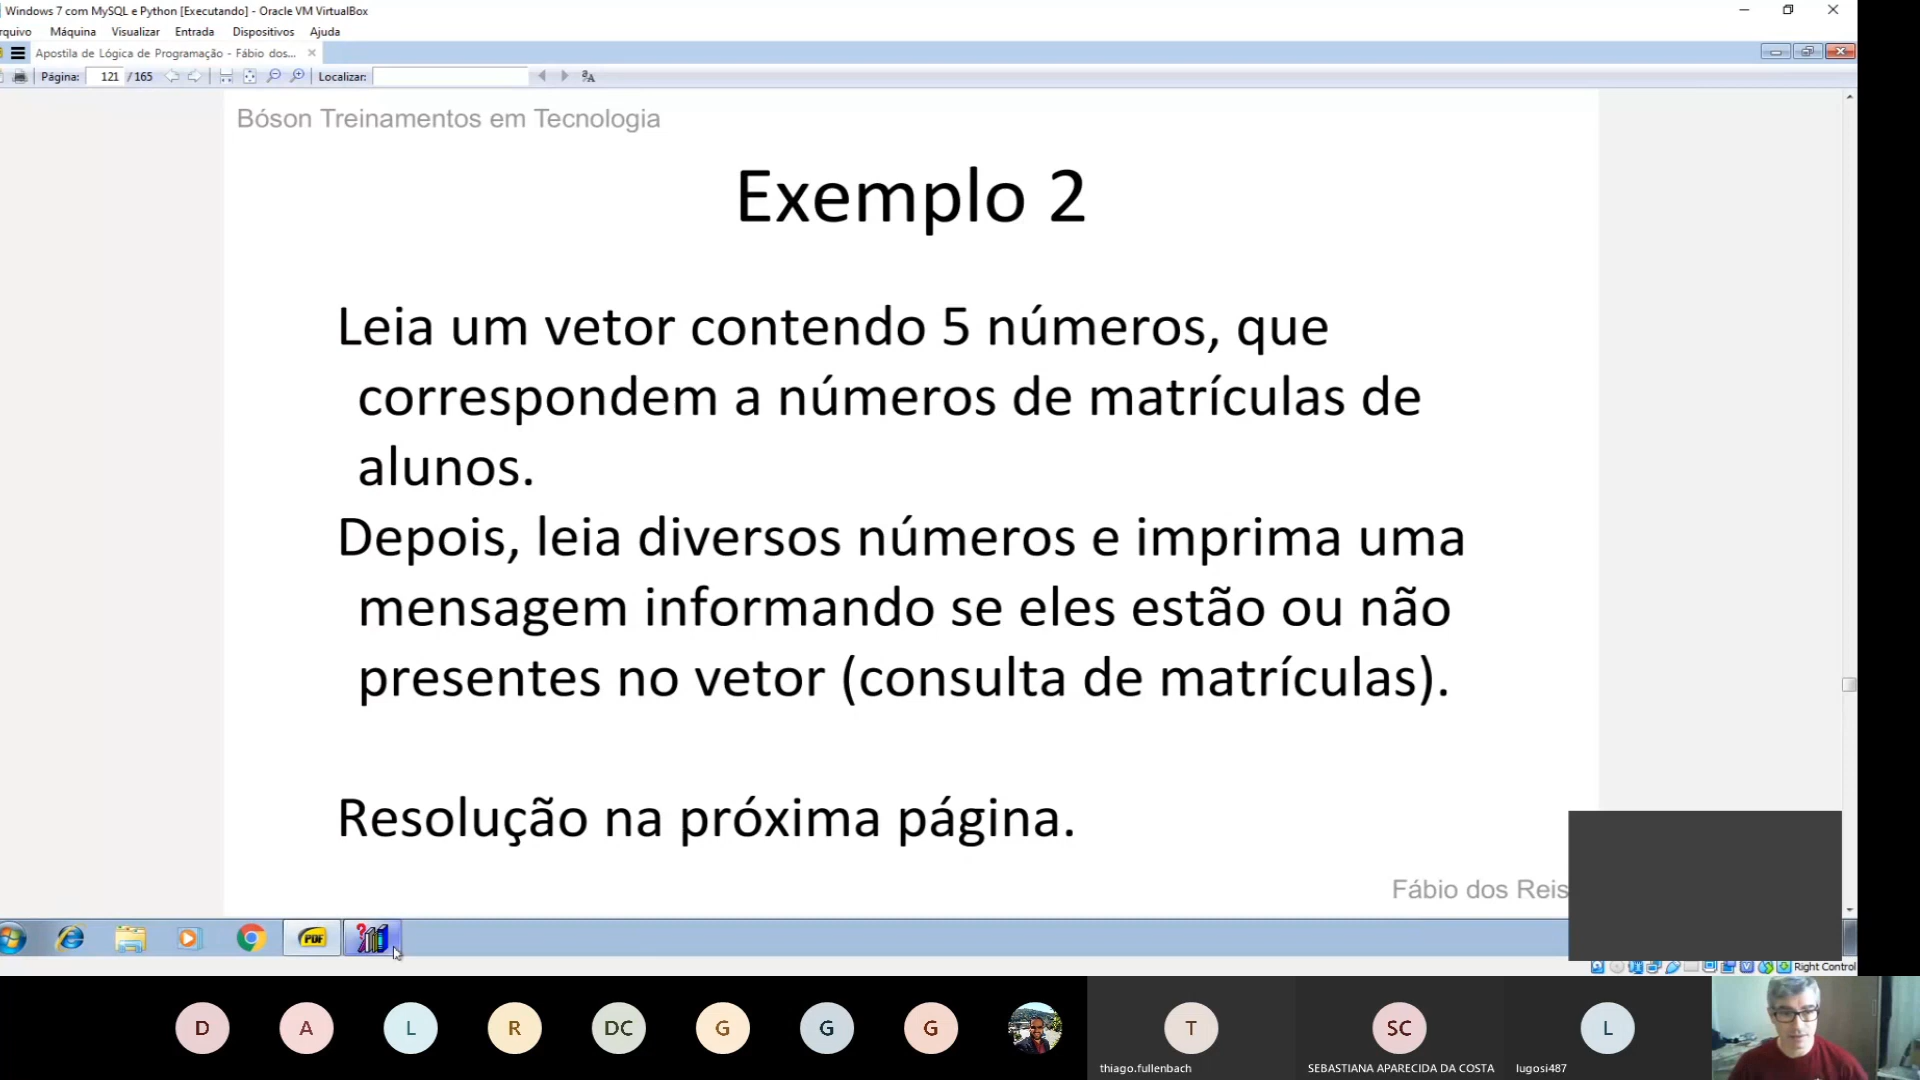 Windows 7 com MySQL e Python [Executando] - Oracle VM VirtualBox
rquivo Máquina Visualizar Entrada Dispositivos Ajuda
Apostila de Lógica de Programação - Fábio dos...
Página: 121 / 165 Localizar:
Bóson Treinamentos em Tecnologia
Exemplo 2
Leia um vetor contendo 5 números, que
correspondem a números de matrículas de
alunos.
Depois, leia diversos números e imprima uma
mensagem informando se eles estão ou não
presentes no vetor (consulta de matrículas).
Resolução na próxima página.
Fábio dos Reis
PDF
Right Control
D A L R DC G G G T SC L
thiago.fullenbach SEBASTIANA APARECIDA DA COSTA lugosi487